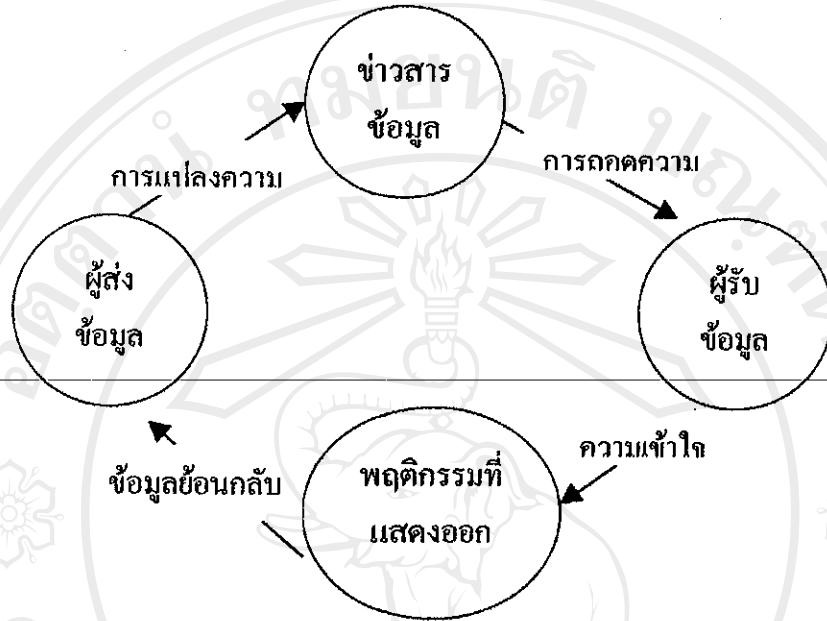 ข่าวสาร
ข้อมูล
การแปลงความ
การถอดความ
ผู้ส่ง
ข้อมูล
ผู้รับ
ข้อมูล
ความเข้าใจ
ข้อมูลย้อนกลับ
พฤติกรรมที่
แสดงออก